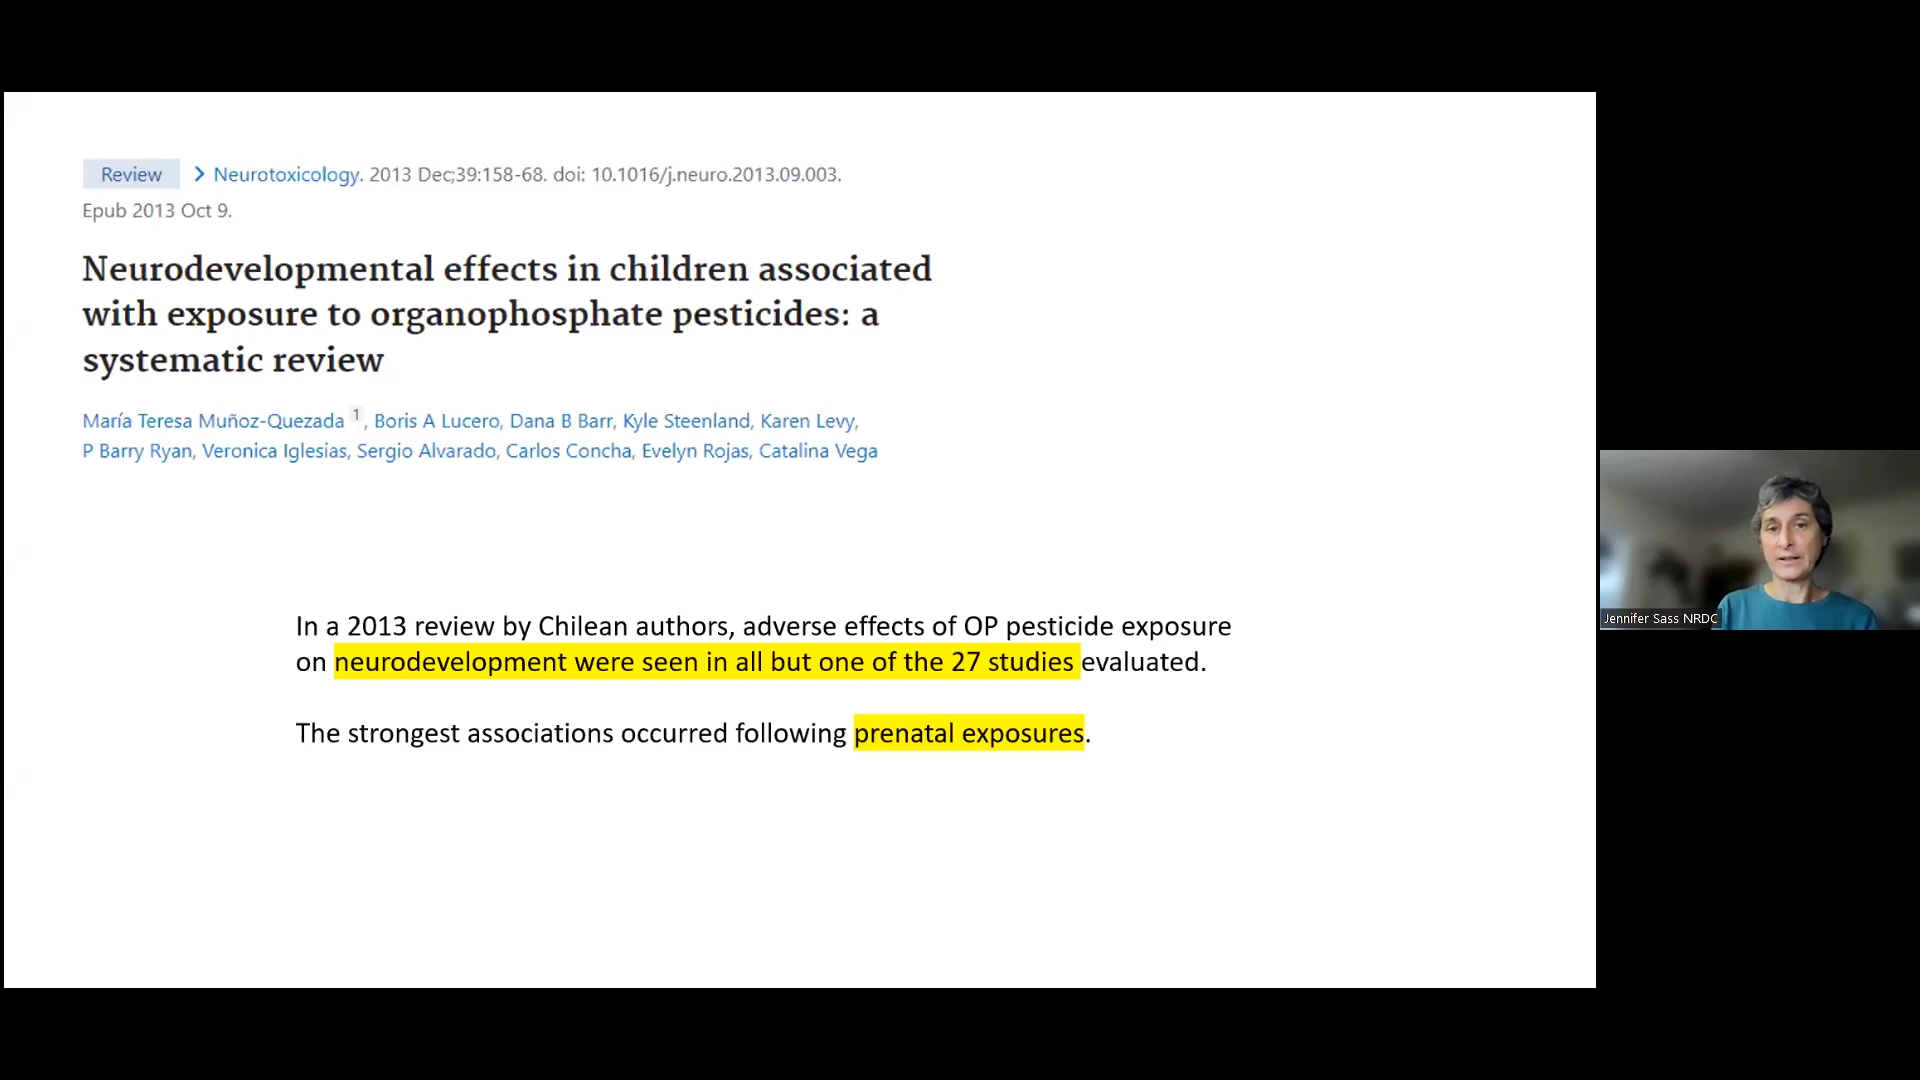 Review > Neurotoxicology. 2013 Dec;39:158-68. doi: 10.1016/j.neuro.2013.09.003.
Epub 2013 Oct 9.
Neurodevelopmental effects in children associated
with exposure to organophosphate pesticides: a
systematic review
María Teresa Muñoz-Quezada 1, Boris A Lucero, Dana B Barr, Kyle Steenland, Karen Levy,
P Barry Ryan, Veronica Iglesias, Sergio Alvarado, Carlos Concha, Evelyn Rojas, Catalina Vega
In a 2013 review by Chilean authors, adverse effects of OP pesticide exposure
on neurodevelopment were seen in all but one of the 27 studies evaluated.
The strongest associations occurred following prenatal exposures.
Jennifer Sass NRDC